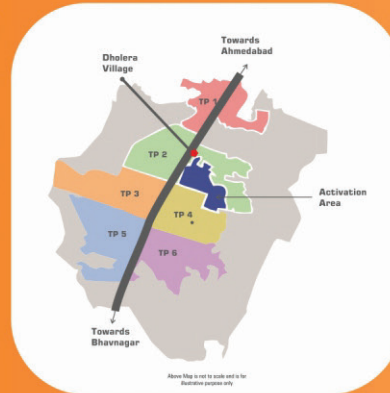 Towards
Ahmedabad
Dholera
Village
TP 1
TP 2
TP 3
Activation
Area
TP 4
TP 5
TP 6
Towards
Bhavnagar
Above Map is not to scale and is for
illustrative purpose only